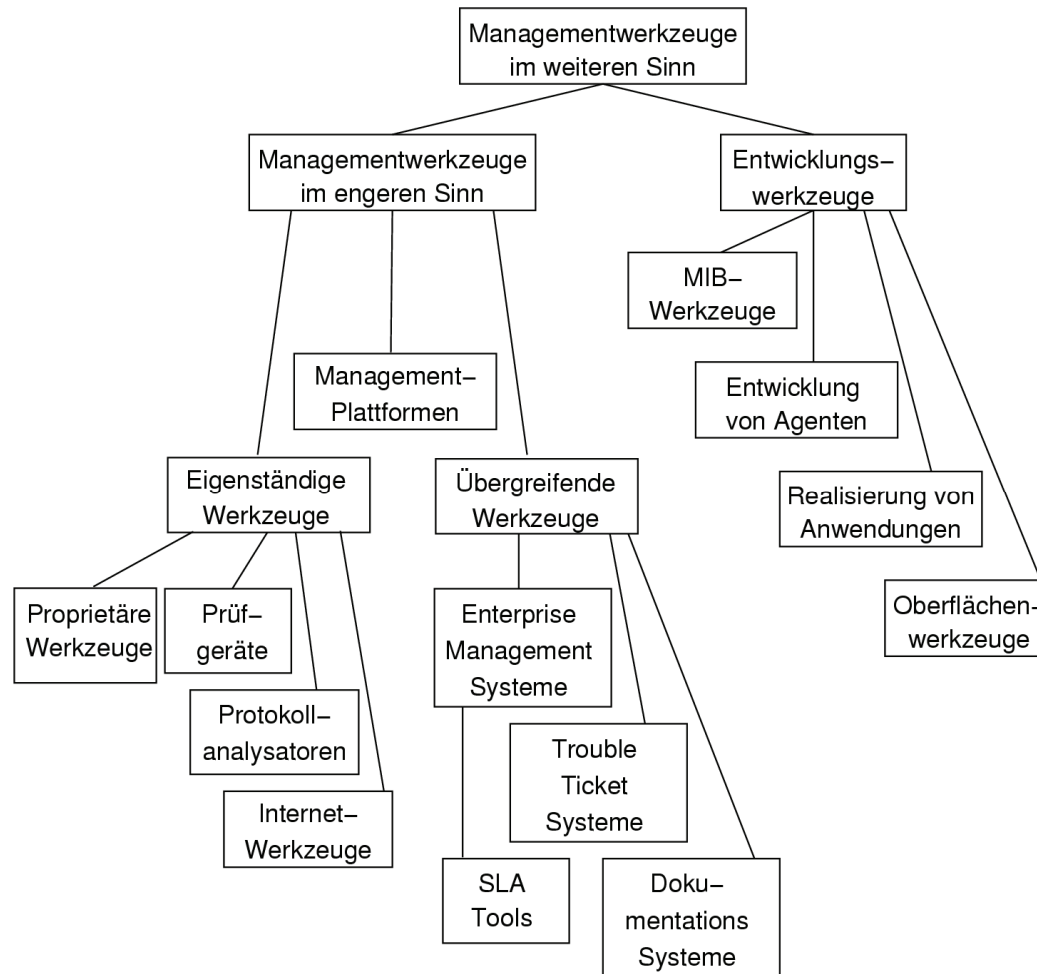 Managementwerkzeuge
im weiteren Sinn
Managementwerkzeuge
im engeren Sinn
Entwicklungs–
werkzeuge
MIB–
Werkzeuge
Management–
Plattformen
Entwicklung
von Agenten
Eigenständige
Werkzeuge
Übergreifende
Werkzeuge
Realisierung von
Anwendungen
Proprietäre
Werkzeuge
Prüf–
geräte
Enterprise
Management
Systeme
Oberflächen–
werkzeuge
Protokoll–
analysatoren
Trouble
Ticket
Systeme
Internet–
Werkzeuge
SLA
Tools
Doku–
mentations
Systeme